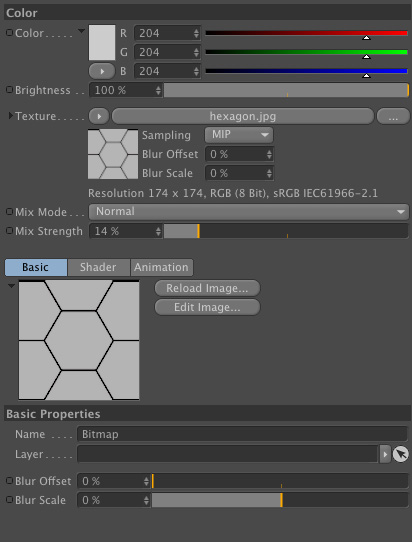 Color
Color..... R 204
G 204
B 204
Brightness .. 100 %
Texture..... hexagon.jpg ...
Sampling MIP
Blur Offset 0 %
Blur Scale 0 %
Resolution 174 x 174, RGB (8 Bit), sRGB IEC61966-2.1
Mix Mode... Normal
Mix Strength 14 %
Basic Shader Animation
Reload Image...
Edit Image...
Basic Properties
Name .... Bitmap
Layer....
Blur Offset 0 %
Blur Scale 0 %